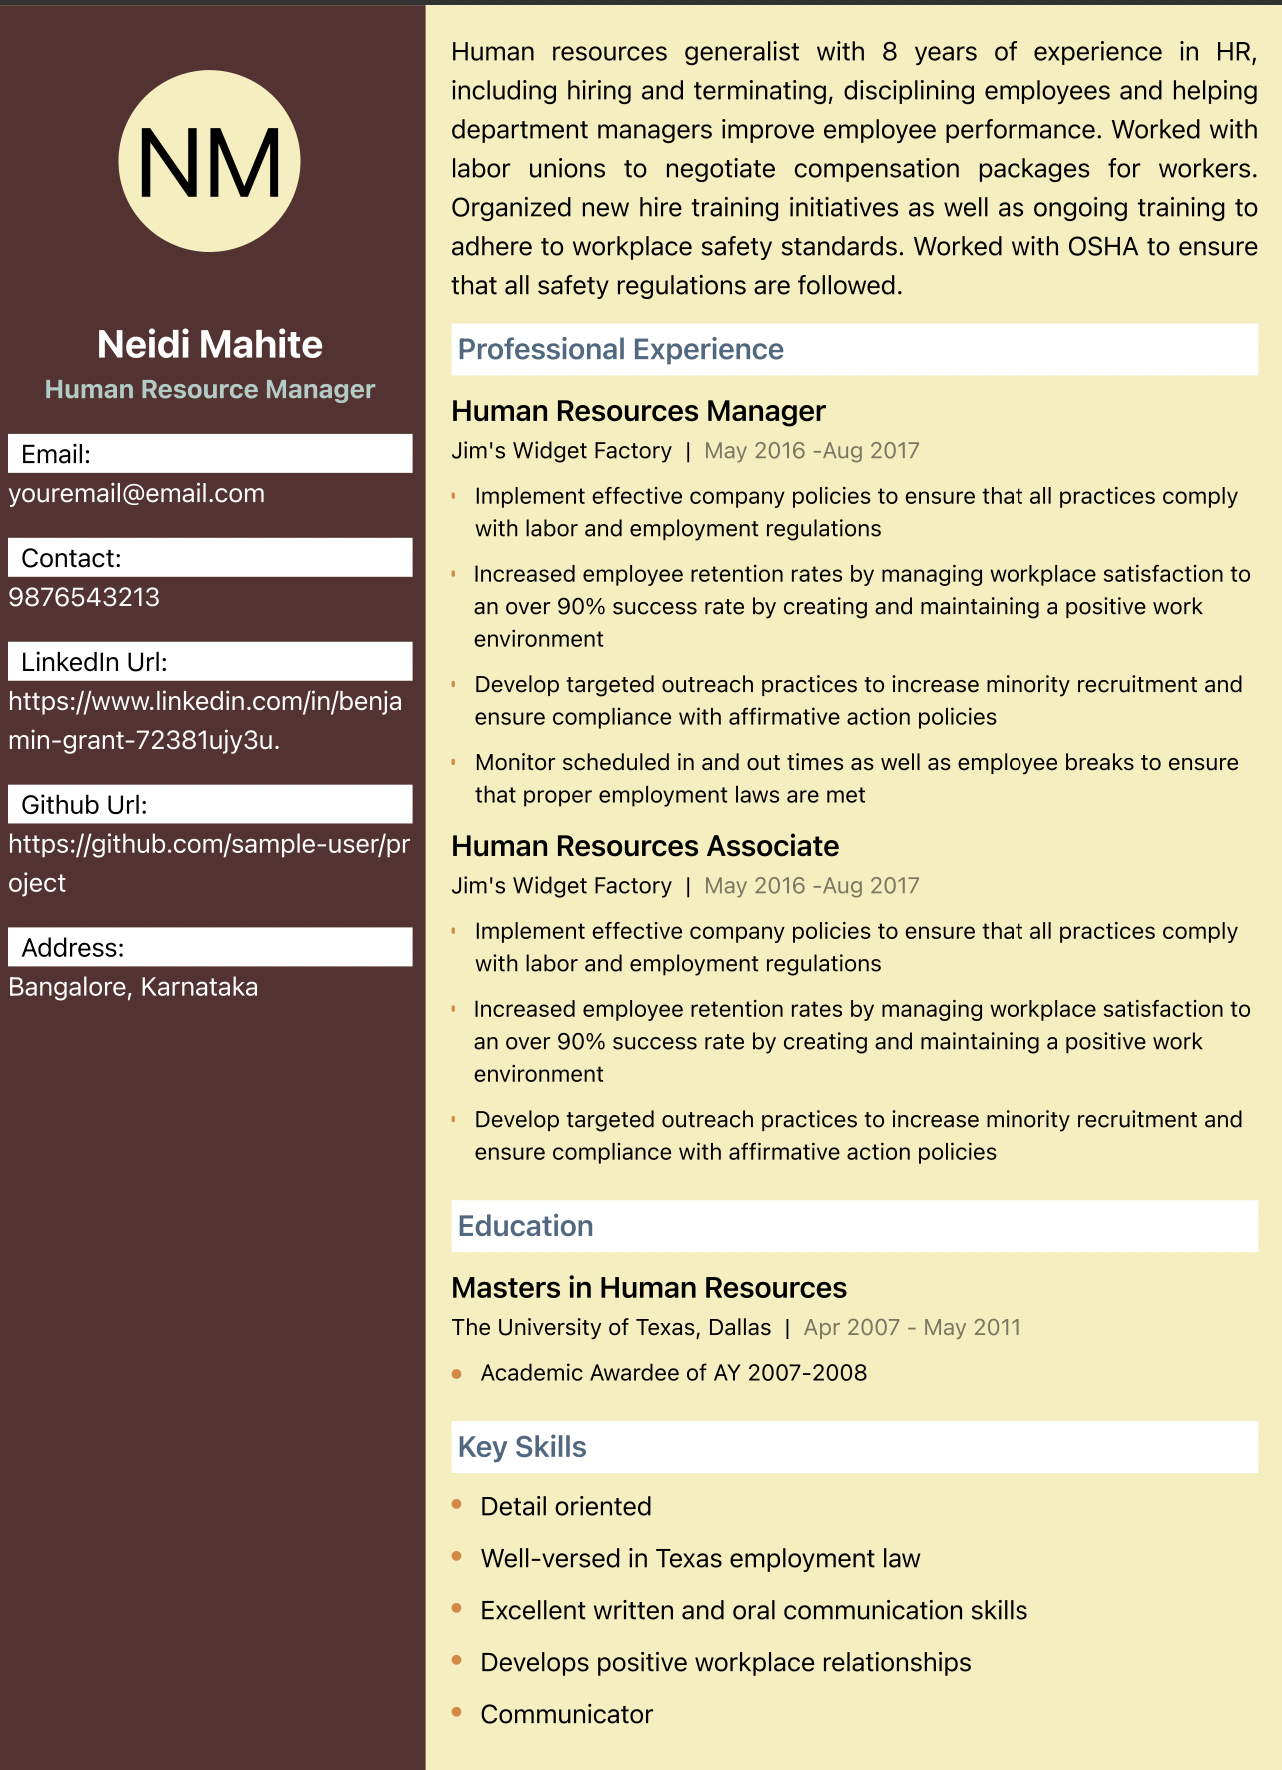 NM
Neidi Mahite
Human Resource Manager
Email:
youremail@email.com
Contact:
9876543213
LinkedIn Url:
https://www.linkedin.com/in/benja
min-grant-72381ujy3u.
Github Url:
https://github.com/sample-user/pr
oject
Address:
Bangalore, Karnataka
Human resources generalist with 8 years of experience in HR,
including hiring and terminating, disciplining employees and helping
department managers improve employee performance. Worked with
labor unions to negotiate compensation packages for workers.
Organized new hire training initiatives as well as ongoing training to
adhere to workplace safety standards. Worked with OSHA to ensure
that all safety regulations are followed.
Professional Experience
Human Resources Manager
Jim's Widget Factory | May 2016 -Aug 2017
Implement effective company policies to ensure that all practices comply
with labor and employment regulations
Increased employee retention rates by managing workplace satisfaction to
an over 90% success rate by creating and maintaining a positive work
environment
Develop targeted outreach practices to increase minority recruitment and
ensure compliance with affirmative action policies
Monitor scheduled in and out times as well as employee breaks to ensure
that proper employment laws are met
Human Resources Associate
Jim's Widget Factory | May 2016 -Aug 2017
Implement effective company policies to ensure that all practices comply
with labor and employment regulations
Increased employee retention rates by managing workplace satisfaction to
an over 90% success rate by creating and maintaining a positive work
environment
Develop targeted outreach practices to increase minority recruitment and
ensure compliance with affirmative action policies
Education
Masters in Human Resources
The University of Texas, Dallas | Apr 2007 - May 2011
Academic Awardee of AY 2007-2008
Key Skills
Detail oriented
Well-versed in Texas employment law
Excellent written and oral communication skills
Develops positive workplace relationships
Communicator